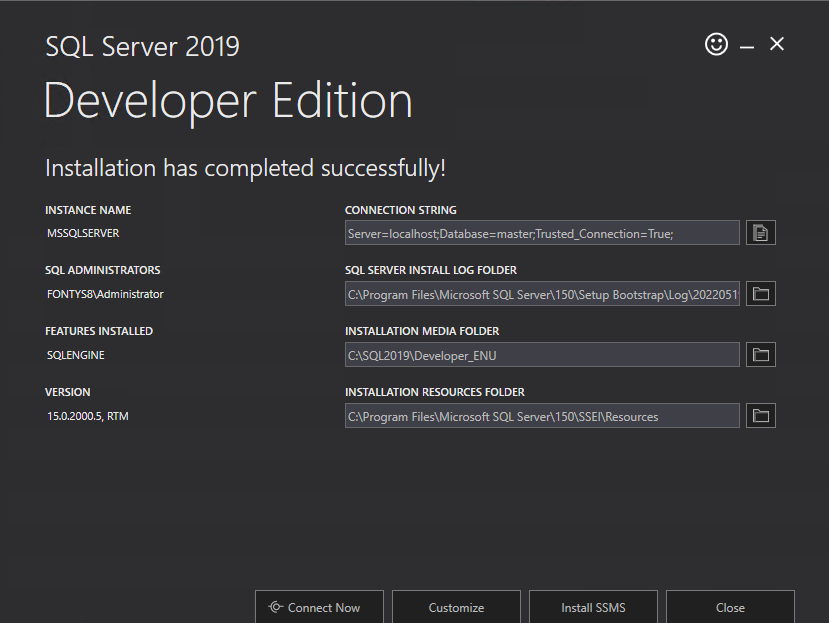 SQL Server 2019
Developer Edition
Installation has completed successfully!
INSTANCE NAME
MSSQLSERVER
CONNECTION STRING
Server=localhost;Database=master;Trusted_Connection=True;
SQL ADMINISTRATORS
FONTYS8\Administrator
SQL SERVER INSTALL LOG FOLDER
C:\Program Files\Microsoft SQL Server\150\Setup Bootstrap\Log\2022051
FEATURES INSTALLED
SQLENGINE
INSTALLATION MEDIA FOLDER
C:\SQL2019\Developer_ENU
VERSION
15.0.2000.5, RTM
INSTALLATION RESOURCES FOLDER
C:\Program Files\Microsoft SQL Server\150\SSEI\Resources
Connect Now
Customize
Install SSMS
Close